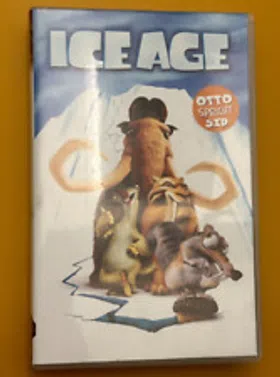 ICE AGE
OTTO
SPRICHT
SID